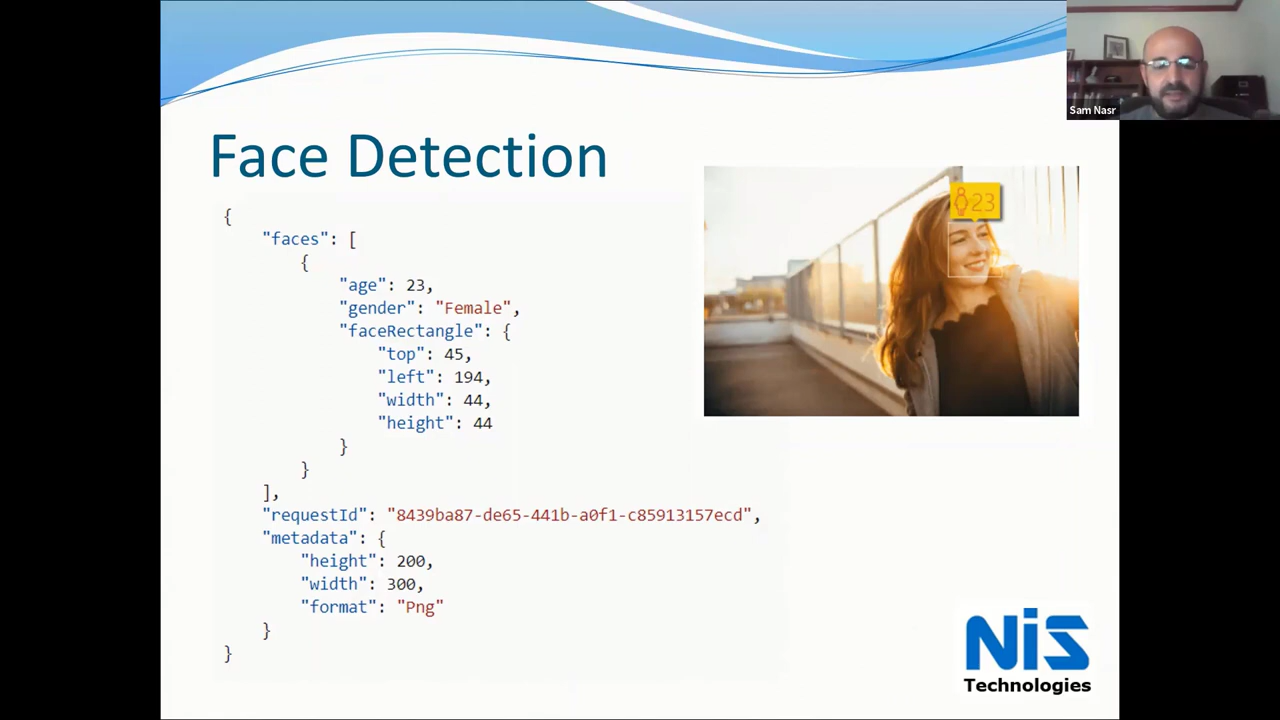 Sam Nasr
Face Detection
23
{
"faces": [
{
"age": 23,
"gender": "Female",
"faceRectangle": {
"top": 45,
"left": 194,
"width": 44,
"height": 44
}
}
],
"requestId": "8439ba87-de65-441b-a0f1-c85913157ecd",
"metadata": {
"height": 200,
"width": 300,
"format": "Png"
}
}
NiS
Technologies